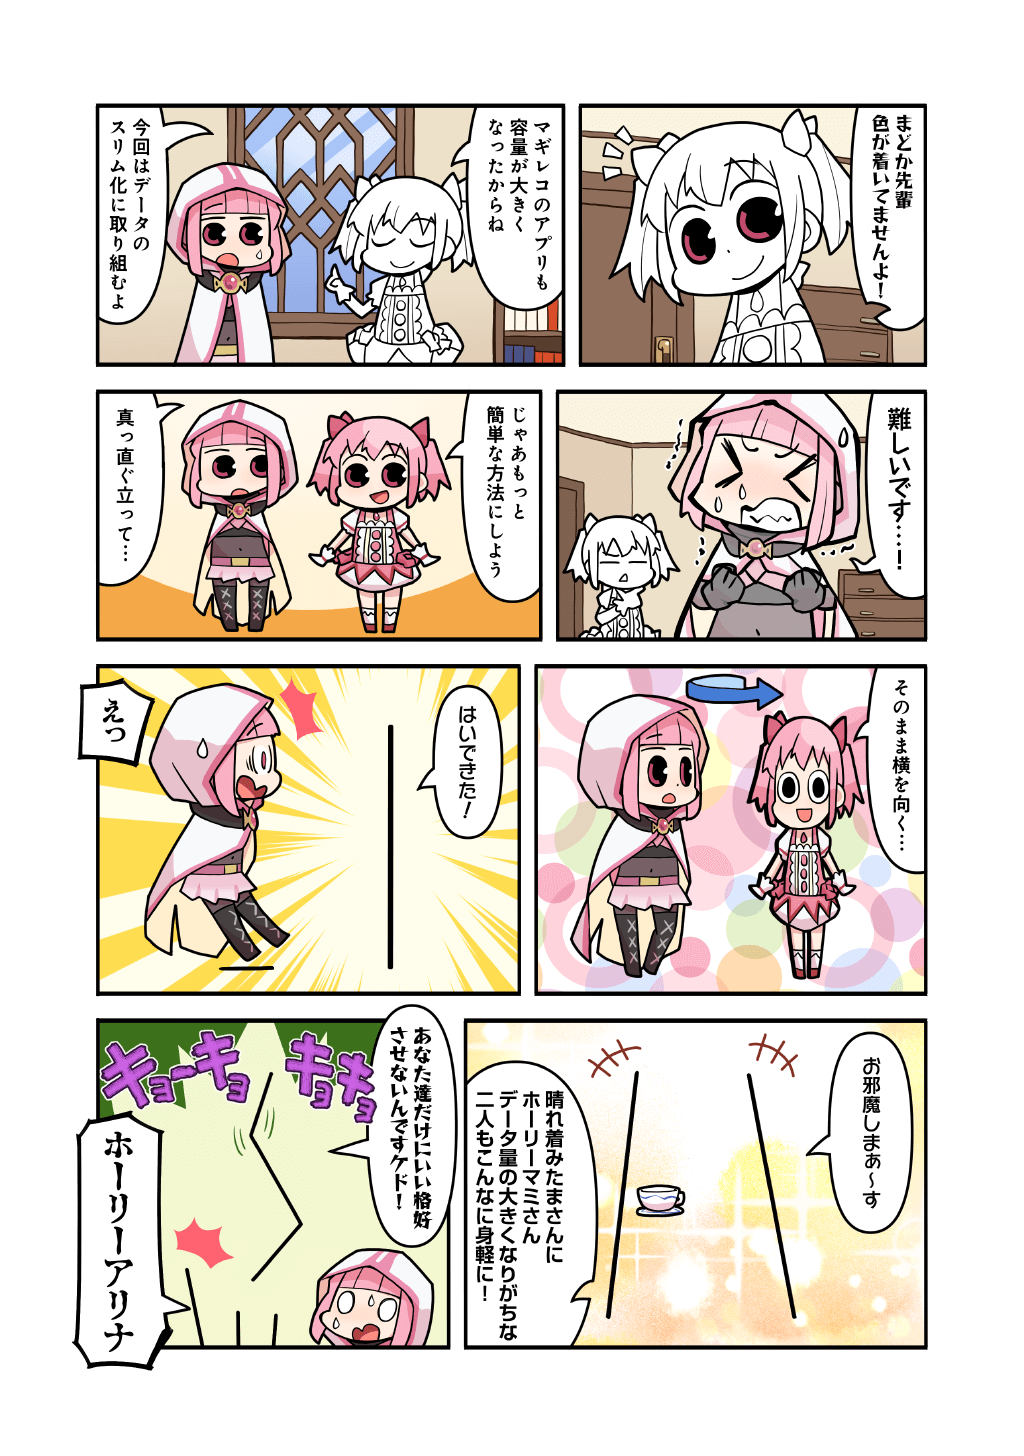 まどか先輩
色が着いてませんよ！
マギレコのアプリも
容量が大きく
なったからね
今回はデータの
スリム化に取り組むよ
難しいです…！
じゃあもっと
簡単な方法にしよう
真っ直ぐ立って…
そのまま横を向く…
はいできた！
えっ
お邪魔しまぁ〜す
晴れ着みたまさんに
ホーリーマミさん
データ量の大きくなりがちな
二人もこんなに身軽に！
あなた達だけにいい格好
させないんですケド！
キョキョ
キョーキョ
ホーリーアリナ